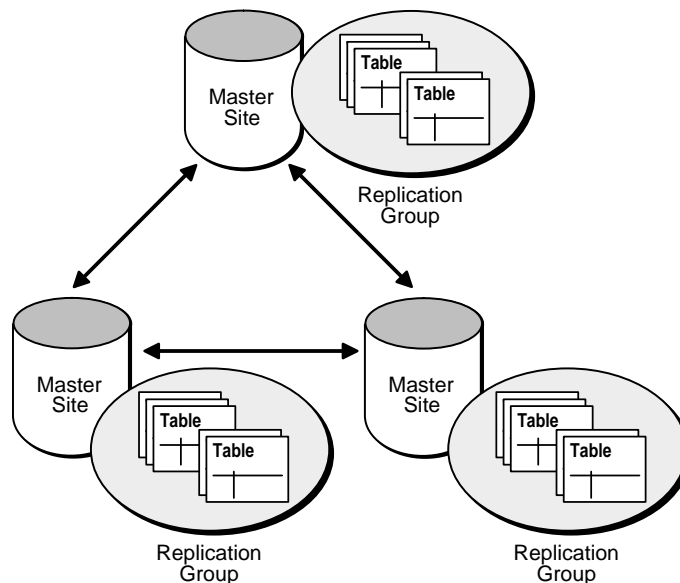 Table
Table
Master
Site
Replication
Group
Master
Site
Table
Table
Replication
Group
Master
Site
Table
Table
Replication
Group